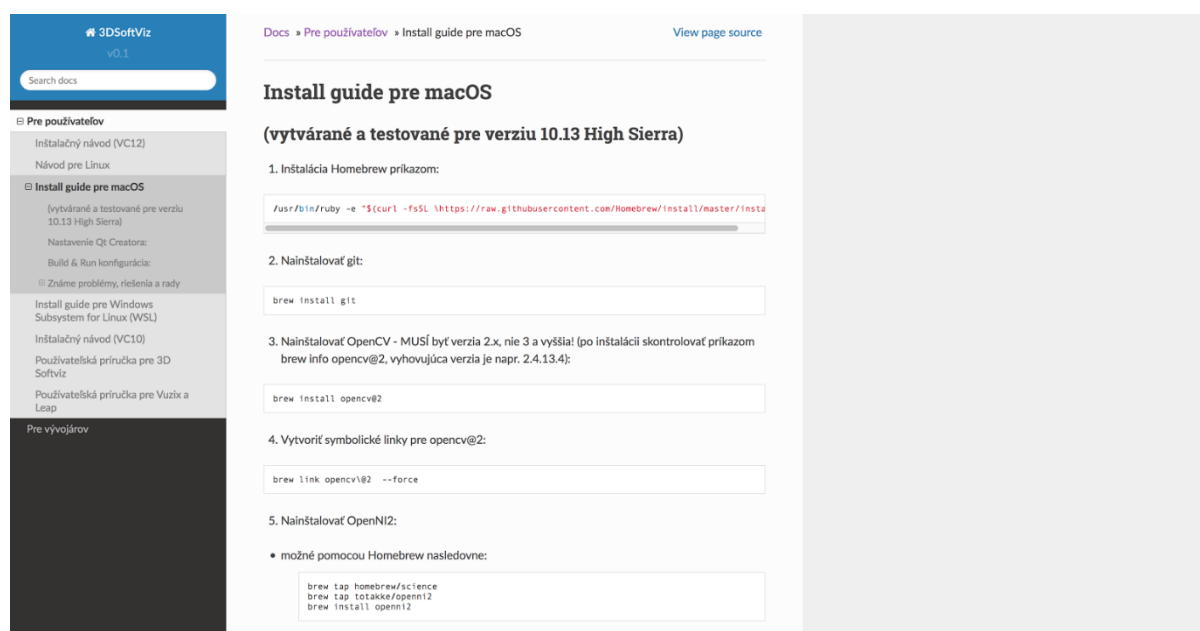 3DSoftViz
v0.1
Search docs
Pre používateľov
Inštalačný návod (VC12)
Návod pre Linux
Install guide pre macOS
(vytvárané a testované pre verziu
10.13 High Sierra)
Nastavenie Qt Creatora:
Build & Run konfigurácia:
Známe problémy, riešenia a rady
Install guide pre Windows
Subsystem for Linux (WSL)
Inštalačný návod (VC10)
Používateľská príručka pre 3D
Softviz
Používateľská príručka pre Vuzix a
Leap
Pre vývojárov
Docs » Pre používateľov » Install guide pre macOS
View page source
Install guide pre macOS
(vytvárané a testované pre verziu 10.13 High Sierra)
1. Inštalácia Homebrew príkazom:
/usr/bin/ruby -e "$(curl -fsSL \https://raw.githubusercontent.com/Homebrew/install/master/insta
2. Nainštalovať git:
brew install git
3. Nainštalovať OpenCV - MUSÍ byť verzia 2.x, nie 3 a vyššia! (po inštalácii skontrolovať príkazom
brew info opencv@2, vyhovujúca verzia je napr. 2.4.13.4):
brew install opencv@2
4. Vytvoriť symbolické linky pre opencv@2:
brew link opencv\@2 --force
5. Nainštalovať OpenNI2:
• možné pomocou Homebrew nasledovne:
brew tap homebrew/science
brew tap totakke/openni2
brew install openni2